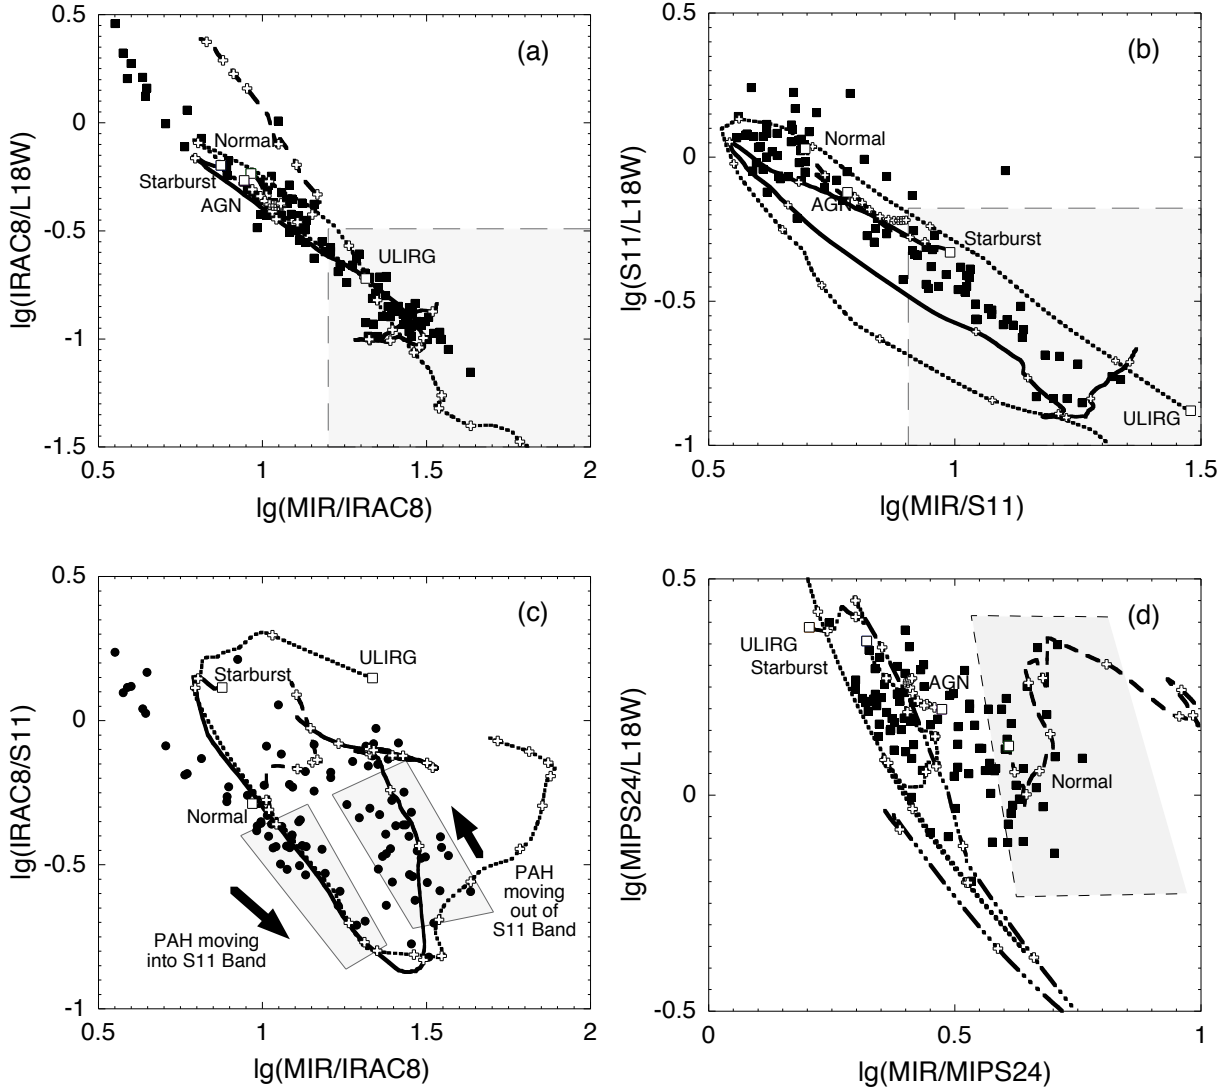 0.5
(a)
0
Normal
Starburst
AGN
-0.5
ULIRG
-1
-1.5
0.5
1
1.5
2
lg(IRAC8/L18W)
lg(MIR/IRAC8)
0.5
(b)
Normal
0
AGN
Starburst
-0.5
ULIRG
-1
0.5
1
1.5
lg(S11/L18W)
lg(MIR/S11)
0.5
(c)
ULIRG
Starburst
0
Normal
-0.5
PAH
moving
out of
S11 Band
PAH moving
into S11 Band
-1
0.5
1
1.5
2
lg(IRAC8/S11)
lg(MIR/IRAC8)
0.5
(d)
ULIRG
Starburst
AGN
Normal
0
-0.5
0
0.5
1
lg(MIPS24/L18W)
lg(MIR/MIPS24)